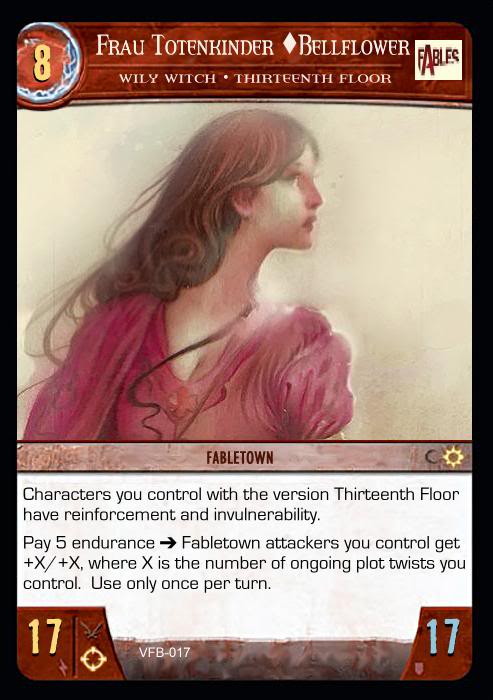 8
FRAU TOTENKINDER ♦BELLFLOWER
FABLES
WILY WITCH • THIRTEENTH FLOOR
FABLETOWN
Characters you control with the version Thirteenth Floor
have reinforcement and invulnerability.
Pay 5 endurance ➔ Fabletown attackers you control get
+X/+X, where X is the number of ongoing plot twists you
control. Use only once per turn.
17
VFB-017
17